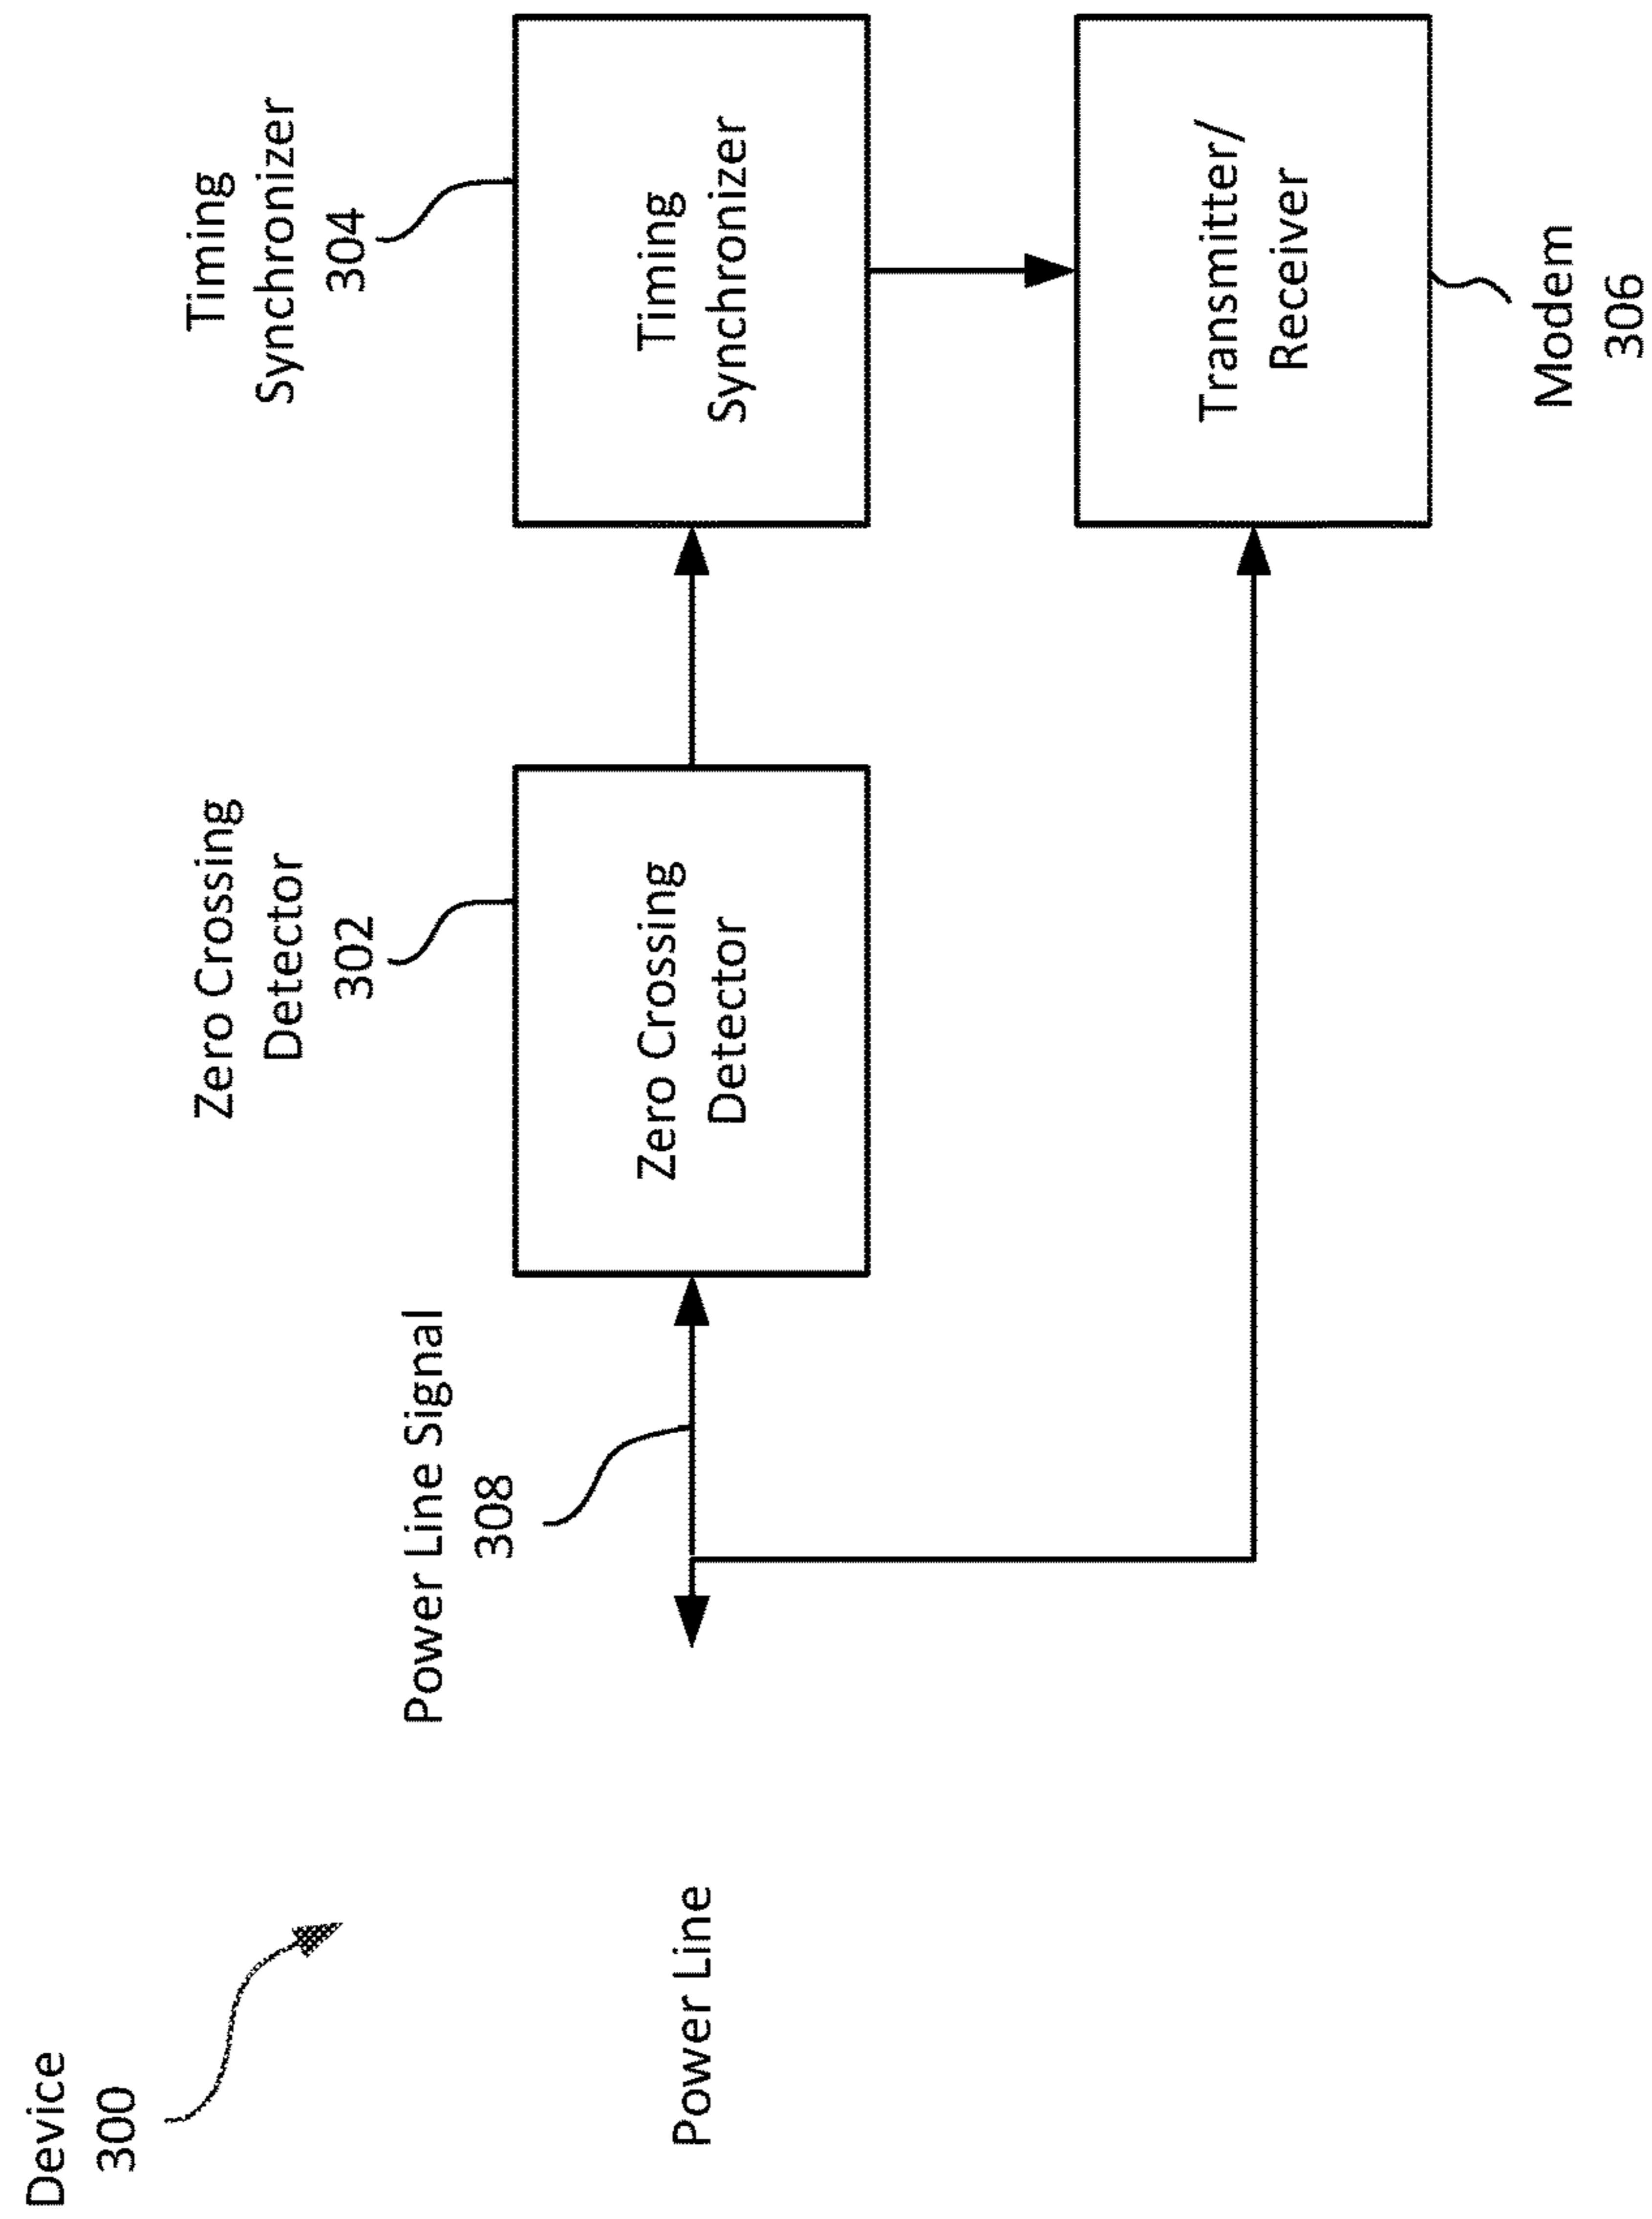 Device
300
Zero Crossing
Detector
302
Timing
Synchronizer
304
Power Line Signal
308
Power Line
Zero Crossing
Detector
Timing
Synchronizer
Transmitter/
Receiver
Modem
306